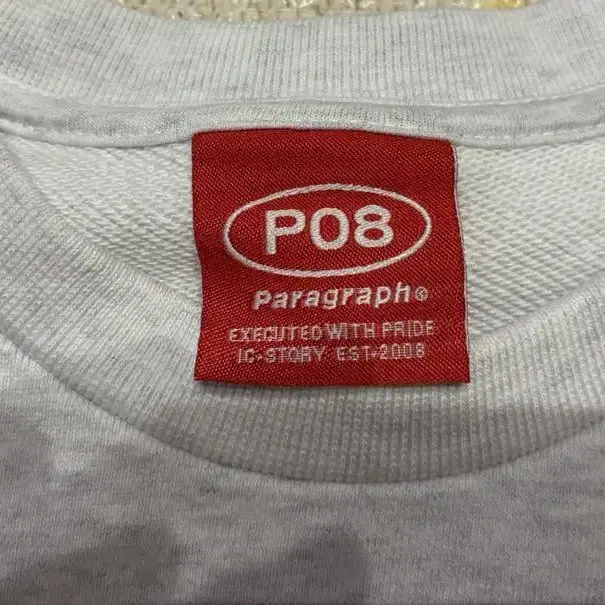 P08
Paragraph®
EXECUTED WITH PRIDE
IC-STORY EST-2008